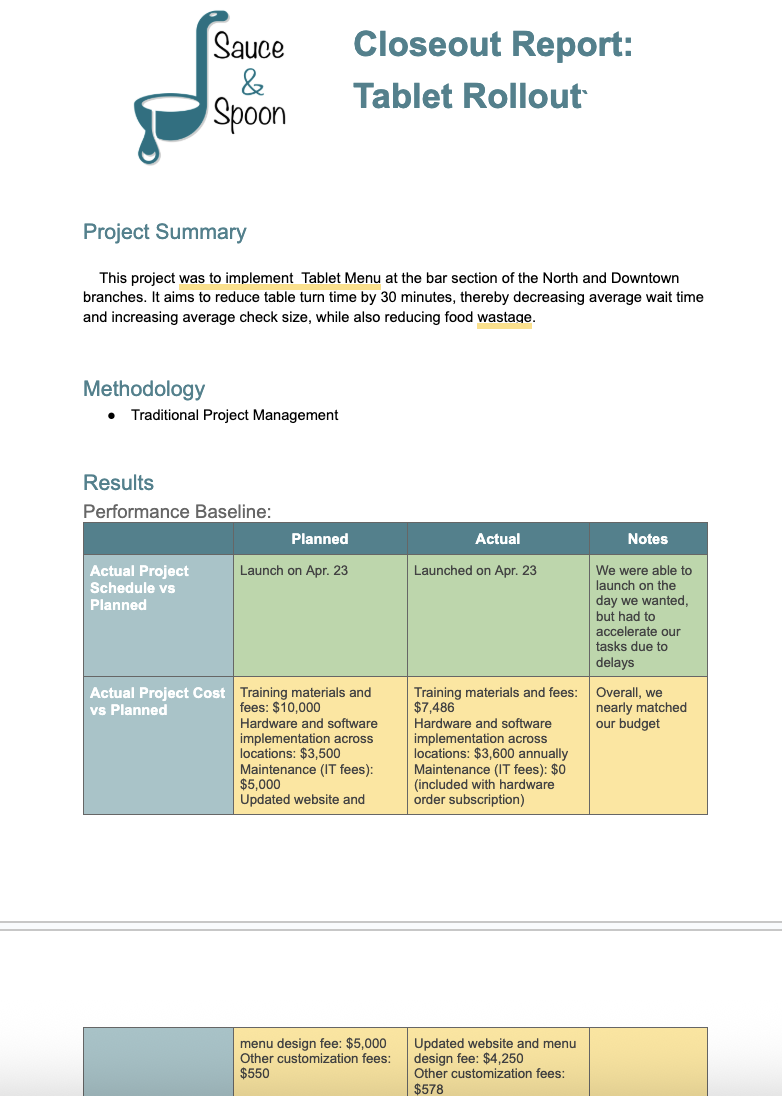 Sauce
&
Spoon
Closeout Report:
Tablet Rollout`
Project Summary
This project was to implement  Tablet Menu at the bar section of the North and Downtown
branches. It aims to reduce table turn time by 30 minutes, thereby decreasing average wait time
and increasing average check size, while also reducing food wastage.
Methodology
● Traditional Project Management
Results
Performance Baseline:
Planned
Actual
Notes
Actual Project
Schedule vs
Planned
Launch on Apr. 23
Launched on Apr. 23
We were able to
launch on the
day we wanted,
but had to
accelerate our
tasks due to
delays
Actual Project Cost
vs Planned
Training materials and
fees: $10,000
Hardware and software
implementation across
locations: $3,500
Maintenance (IT fees):
$5,000
Updated website and
Training materials and fees:
$7,486
Hardware and software
implementation across
locations: $3,600 annually
Maintenance (IT fees): $0
(included with hardware
order subscription)
Overall, we
nearly matched
our budget
menu design fee: $5,000
Other customization fees:
$550
Updated website and menu
design fee: $4,250
Other customization fees:
$578